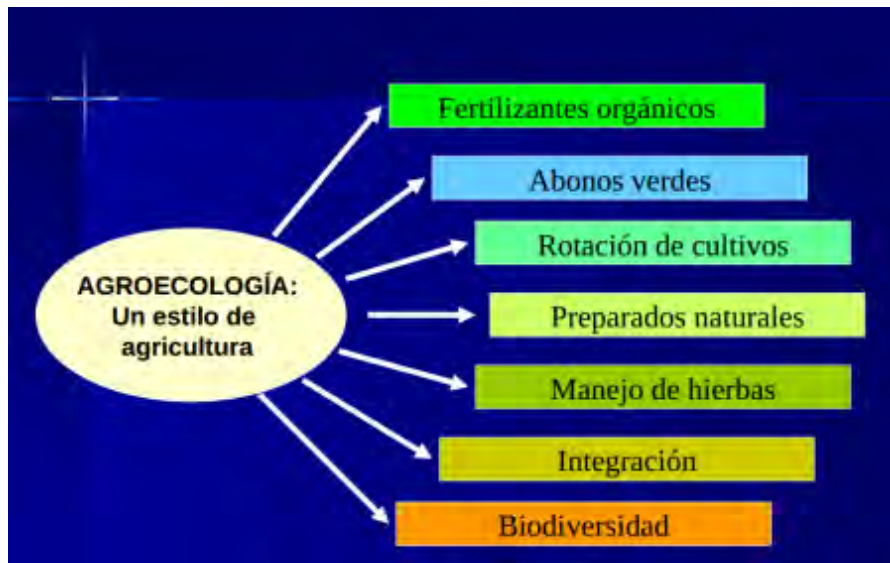 Fertilizantes orgánicos
Abonos verdes
Rotación de cultivos
AGROECOLOGÍA:
Un estilo de
agricultura
Preparados naturales
Manejo de hierbas
Integración
Biodiversidad